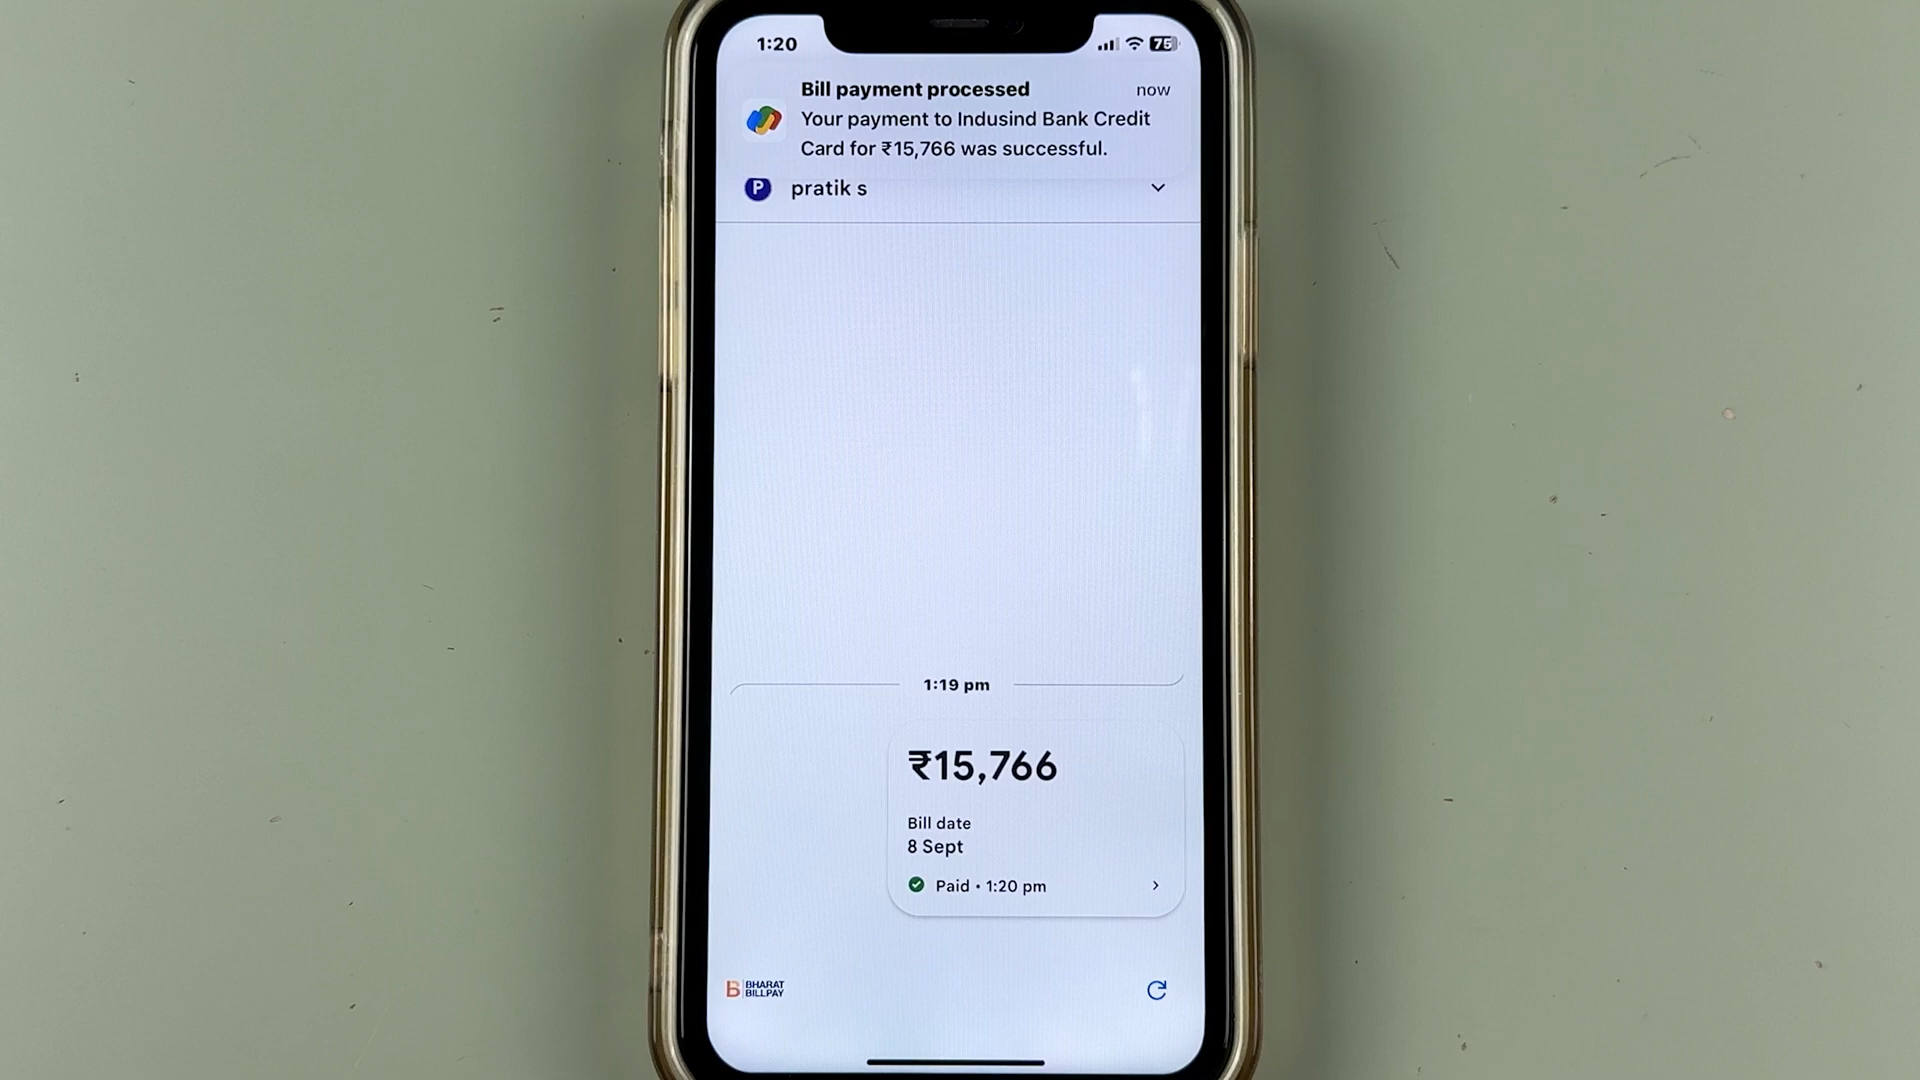 1:20
75
Bill payment processed
now
Your payment to Indusind Bank Credit
Card for ₹15,766 was successful.
P
pratik s
1:19 pm
₹15,766
Bill date
8 Sept
Paid • 1:20 pm
B BHARAT
BILLPAY